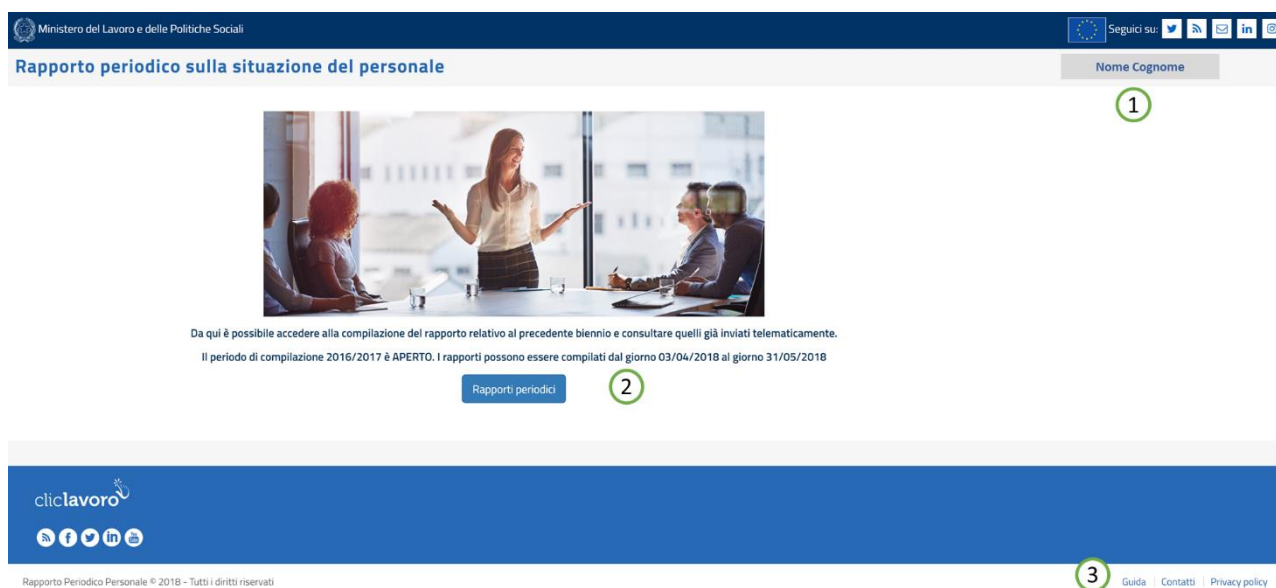 Ministero del Lavoro e delle Politiche Sociali
Seguici su:
Rapporto periodico sulla situazione del personale
Nome Cognome
1
Da qui è possibile accedere alla compilazione del rapporto relativo al precedente biennio e consultare quelli già inviati telematicamente.
Il periodo di compilazione 2016/2017 è APERTO. I rapporti possono essere compilati dal giorno 03/04/2018 al giorno 31/05/2018
Rapporti periodici
2
cliclavoro
Rapporto Periodico Personale © 2018 - Tutti i diritti riservati
3
Guida | Contatti | Privacy policy